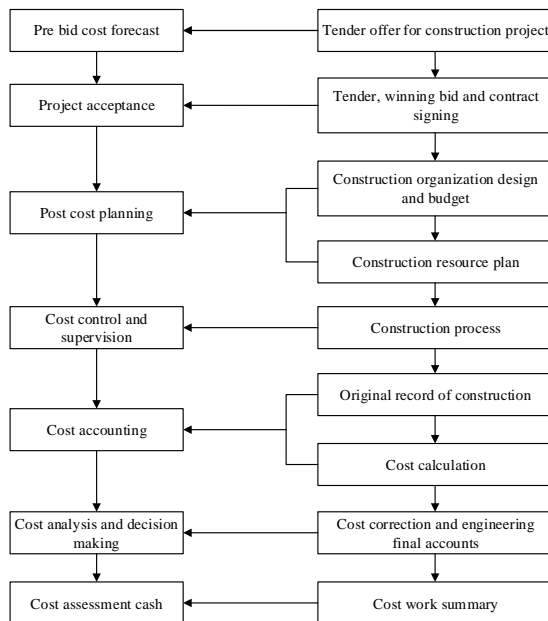 Pre bid cost forecast
Tender offer for construction project
Project acceptance
Tender, winning bid and contract
signing
Construction organization design
and budget
Post cost planning
Construction resource plan
Cost control and
supervision
Construction process
Original record of construction
Cost accounting
Cost calculation
Cost analysis and decision
making
Cost correction and engineering
final accounts
Cost assessment cash
Cost work summary